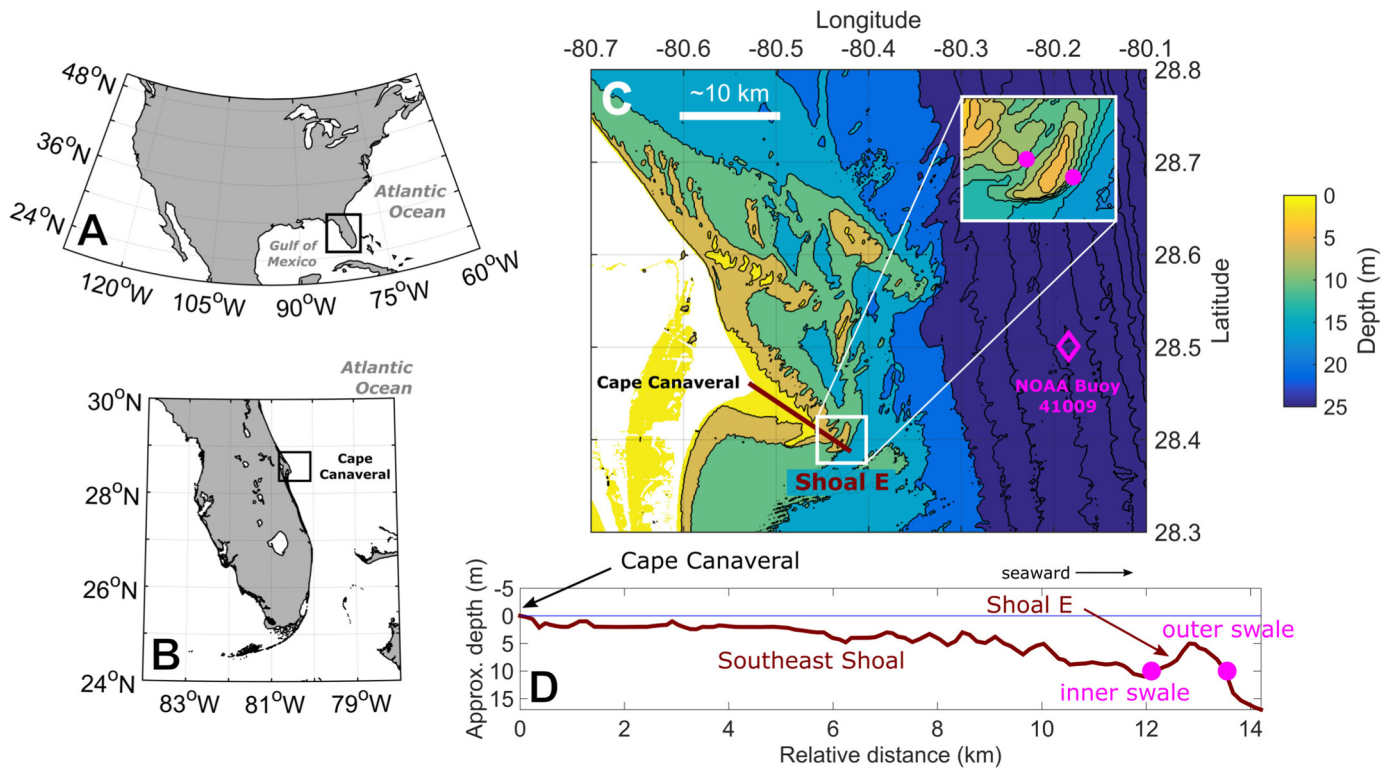 48°N
36°N
24°N
A
Atlantic
Ocean
Gulf of
Mexico
120°W
105°W
90°W
75°W
60°W
Atlantic
Ocean
30°N
28°N
26°N
24°N
Cape
Canaveral
B
83°W
81°W
79°W
Longitude
-80.7
-80.6
-80.5
-80.4
-80.3
-80.2
-80.1
C
~10 km
28.8
28.7
28.6
28.5
28.4
28.3
Latitude
Cape Canaveral
NOAA Buoy
41009
Shoal E
0
5
10
15
20
25
Depth (m)
Cape Canaveral
seaward
Shoal E
outer swale
Southeast Shoal
inner swale
D
Approx. depth (m)
-5
0
5
10
15
0
2
4
6
8
10
12
14
Relative distance (km)